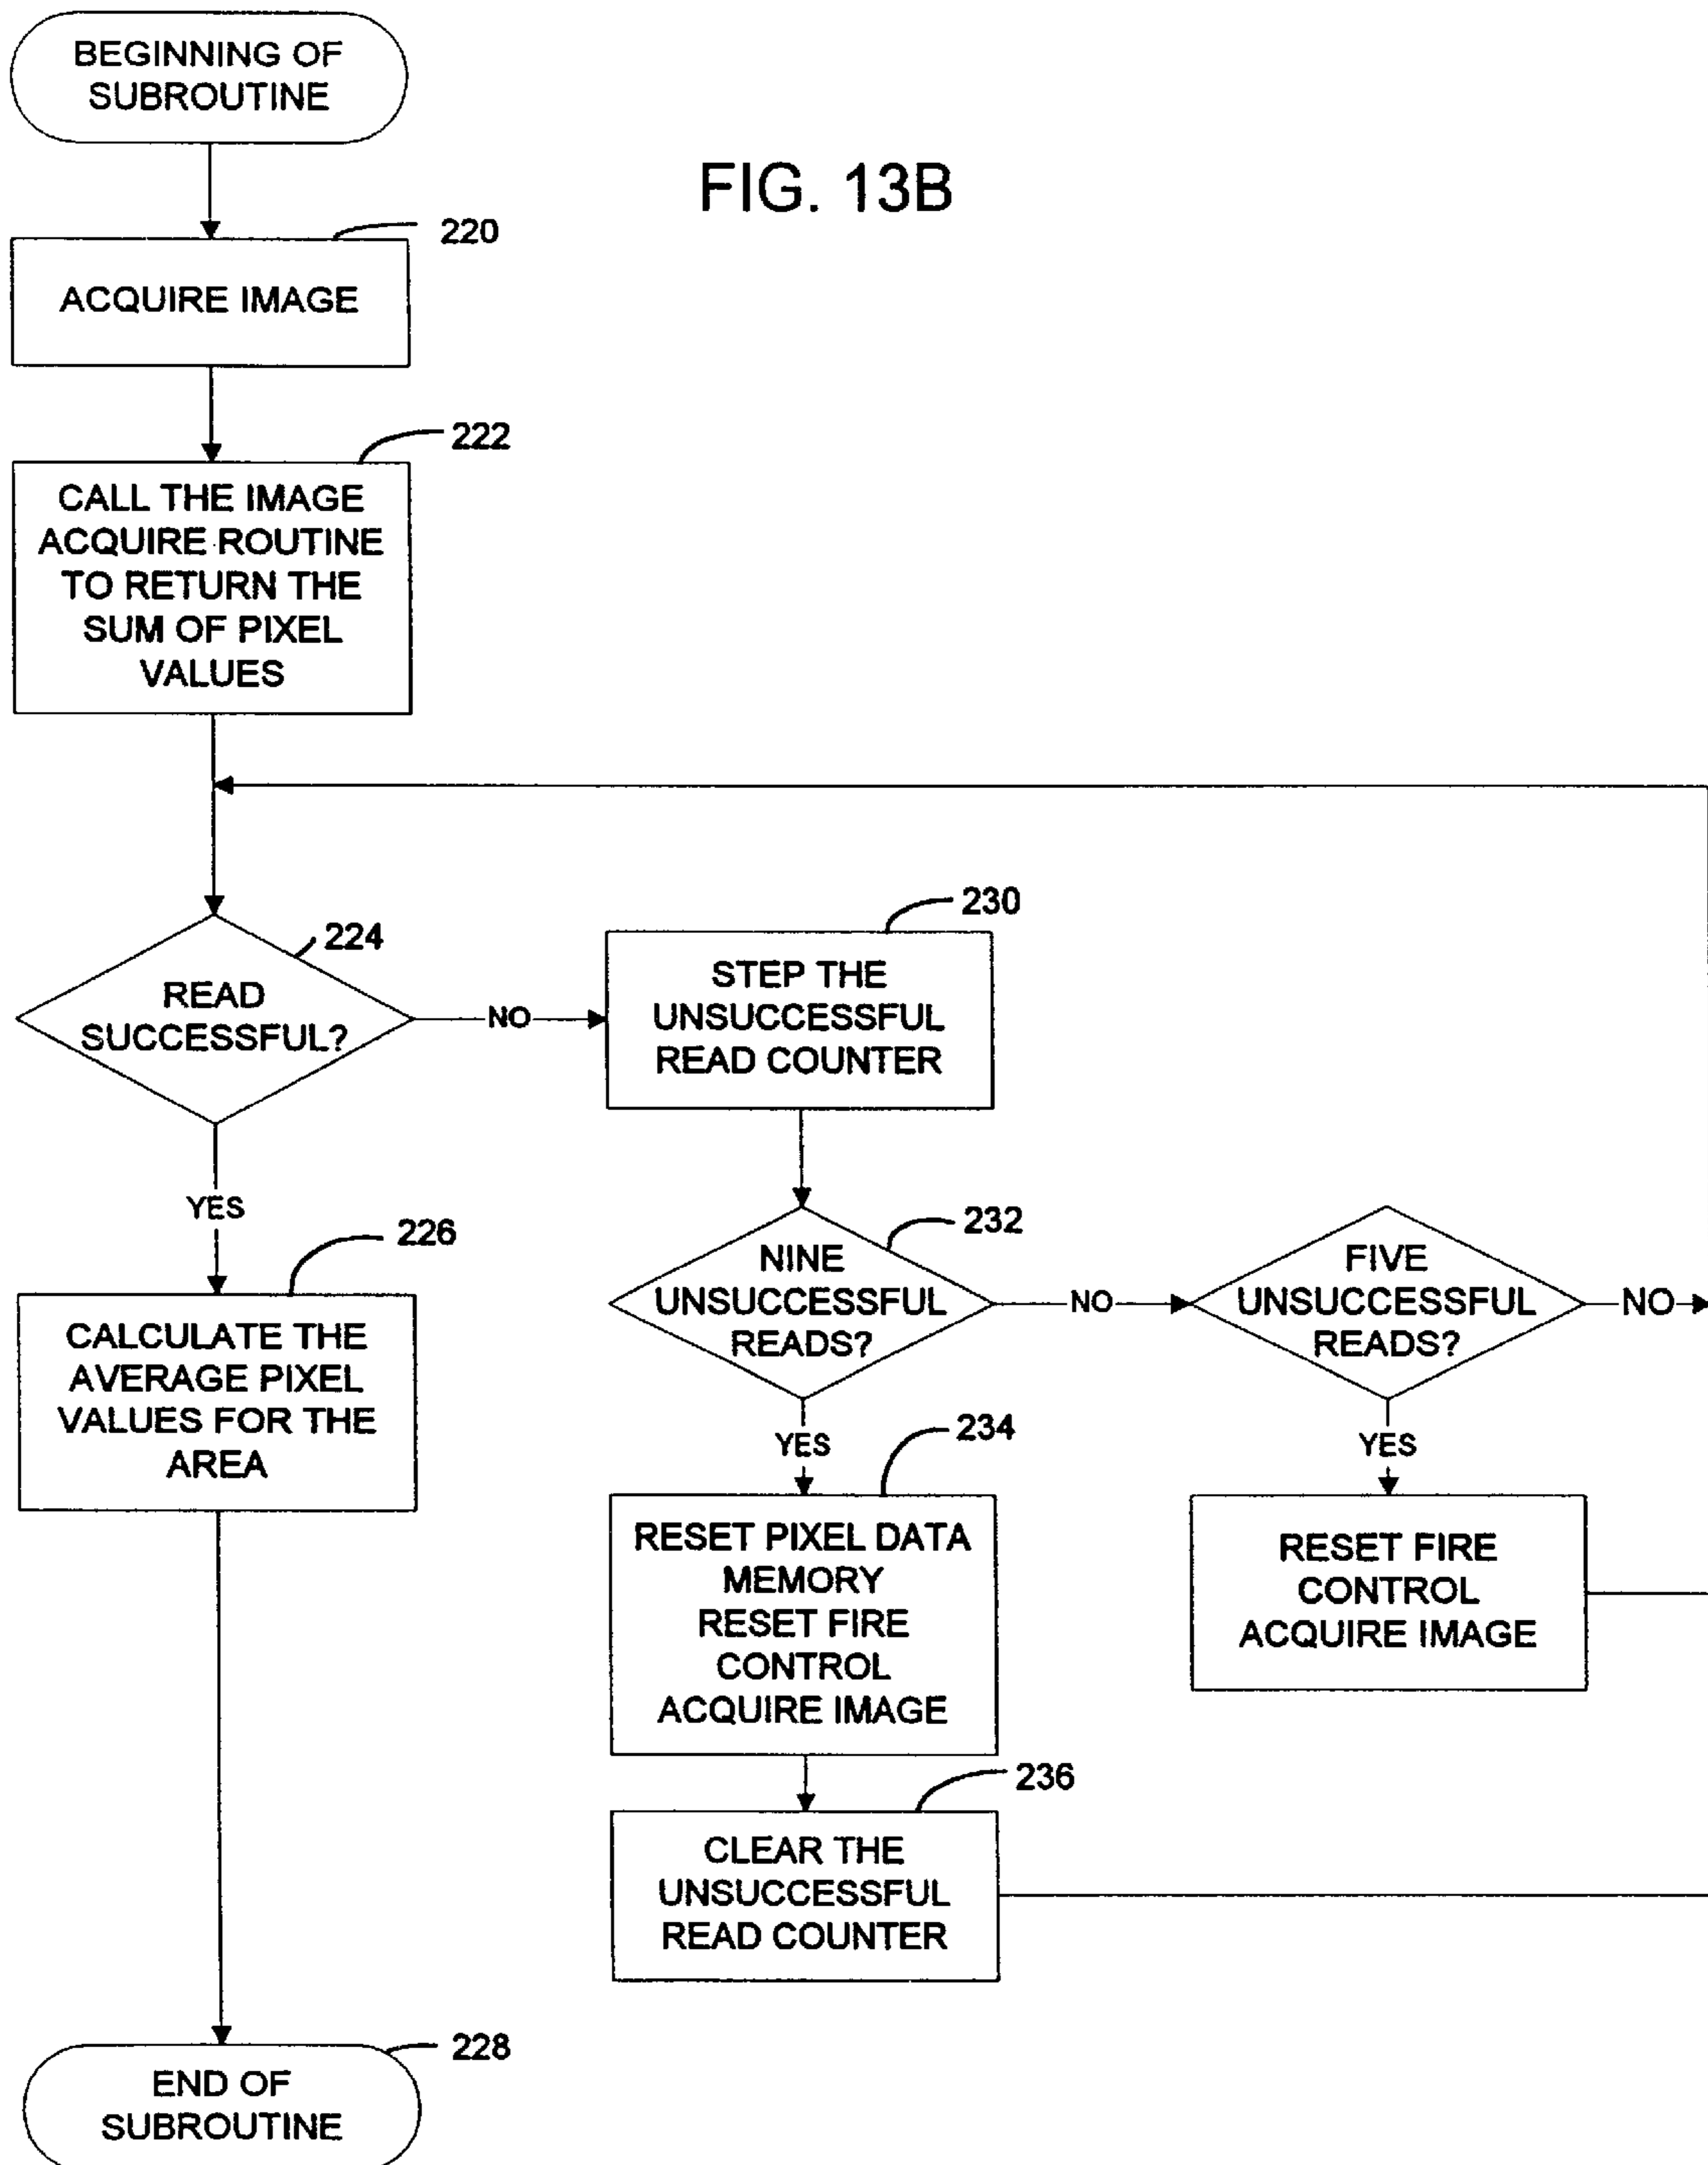 BEGINNING OF
SUBROUTINE
FIG. 13B
220
ACQUIRE IMAGE
222
CALL THE IMAGE
ACQUIRE ROUTINE
TO RETURN THE
SUM OF PIXEL
VALUES
224
READ
SUCCESSFUL?
NO
230
STEP THE
UNSUCCESSFUL
READ COUNTER
YES
226
CALCULATE THE
AVERAGE PIXEL
VALUES FOR THE
AREA
232
NINE
UNSUCCESSFUL
READS?
NO
FIVE
UNSUCCESSFUL
READS?
NO
YES
234
RESET PIXEL DATA
MEMORY
RESET FIRE
CONTROL
ACQUIRE IMAGE
YES
RESET FIRE
CONTROL
ACQUIRE IMAGE
236
CLEAR THE
UNSUCCESSFUL
READ COUNTER
228
END OF
SUBROUTINE